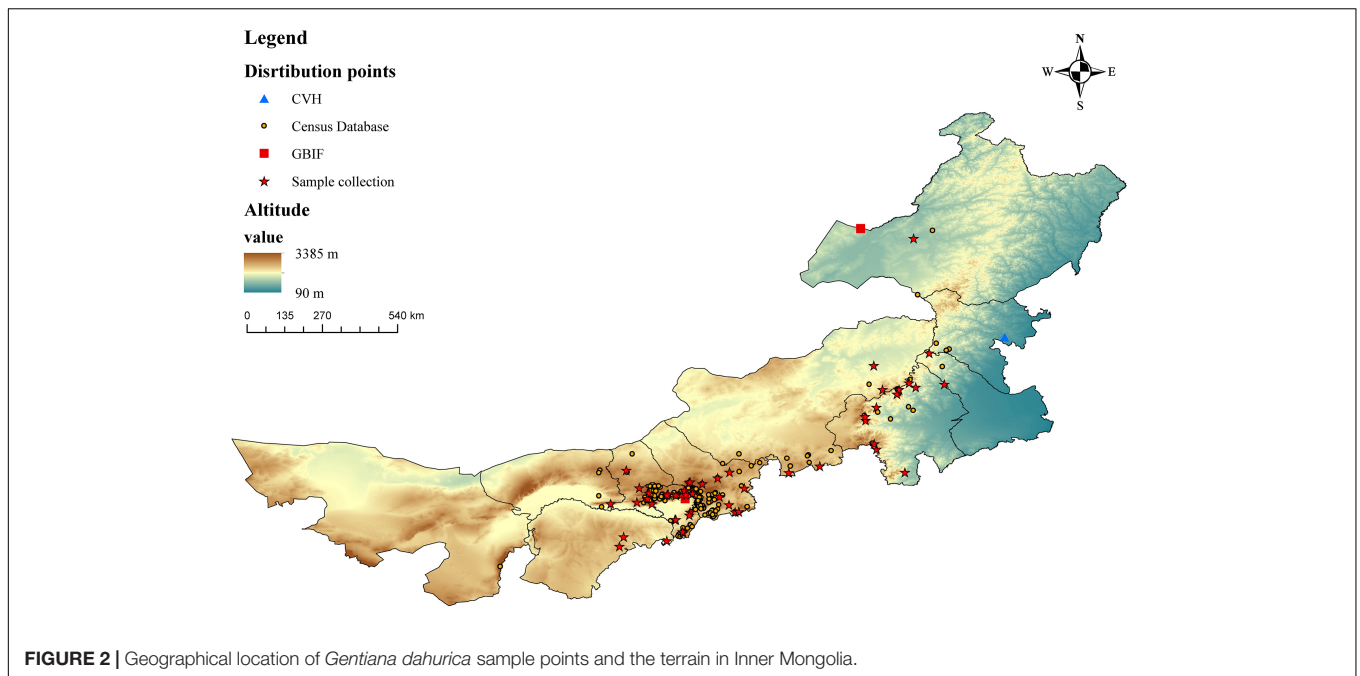 Legend
Disrtibution points
CVH
Census Database
GBIF
Sample collection
Altitude
value
3385 m
90 m
0 135 270 540 km
N
W E
S
FIGURE 2 | Geographical location of Gentiana dahurica sample points and the terrain in Inner Mongolia.